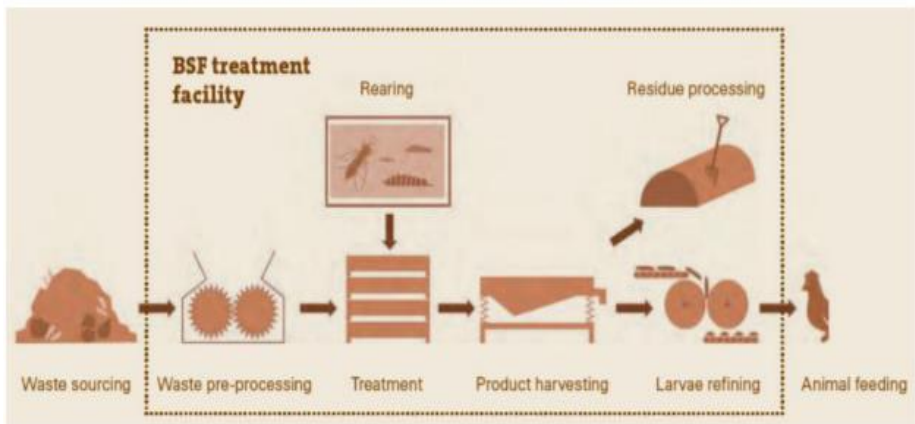 BSF treatment
facility
Rearing
Residue processing
Waste sourcing
Waste pre-processing
Treatment
Product harvesting
Larvae refining
Animal feeding